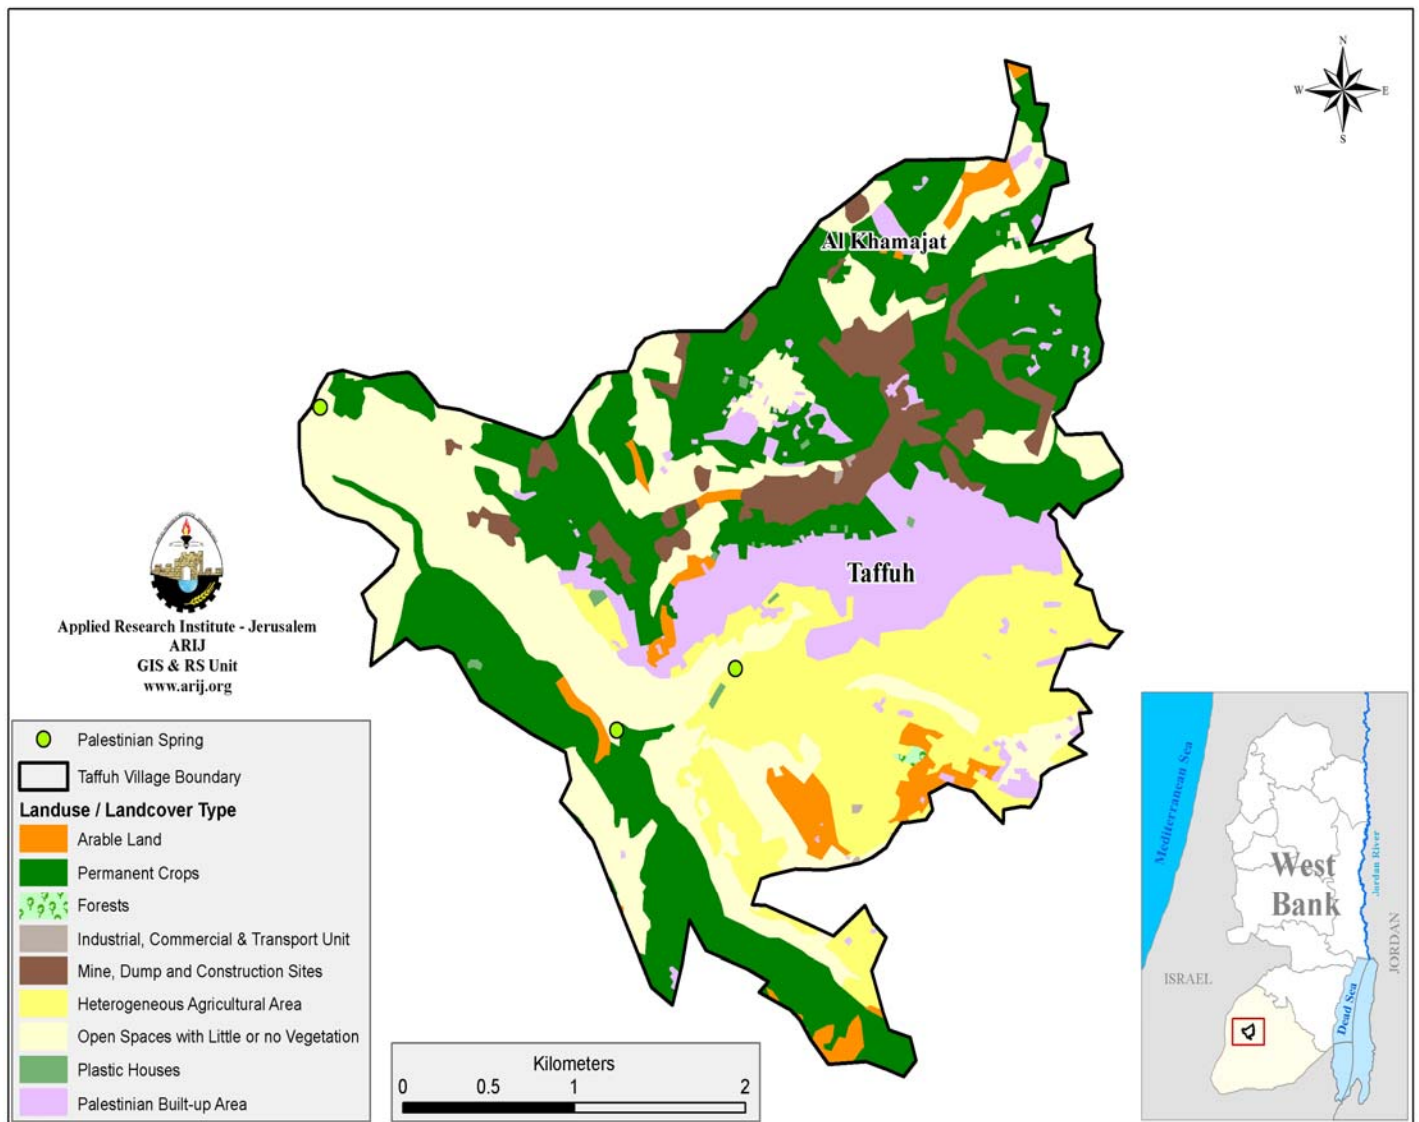 N
W
E
S
Al Khamajat
Taffuh
Applied Research Institute - Jerusalem
ARIJ
GIS & RS Unit
www.arij.org
Palestinian Spring
Taffuh Village Boundary
Landuse / Landcover Type
Arable Land
Permanent Crops
Forests
Industrial, Commercial & Transport Unit
Mine, Dump and Construction Sites
Heterogeneous Agricultural Area
Open Spaces with Little or no Vegetation
Plastic Houses
Palestinian Built-up Area
Kilometers
0 0.5 1 2
Mediterranean Sea
West
Bank
Jordan River
JORDAN
ISRAEL
Dead Sea